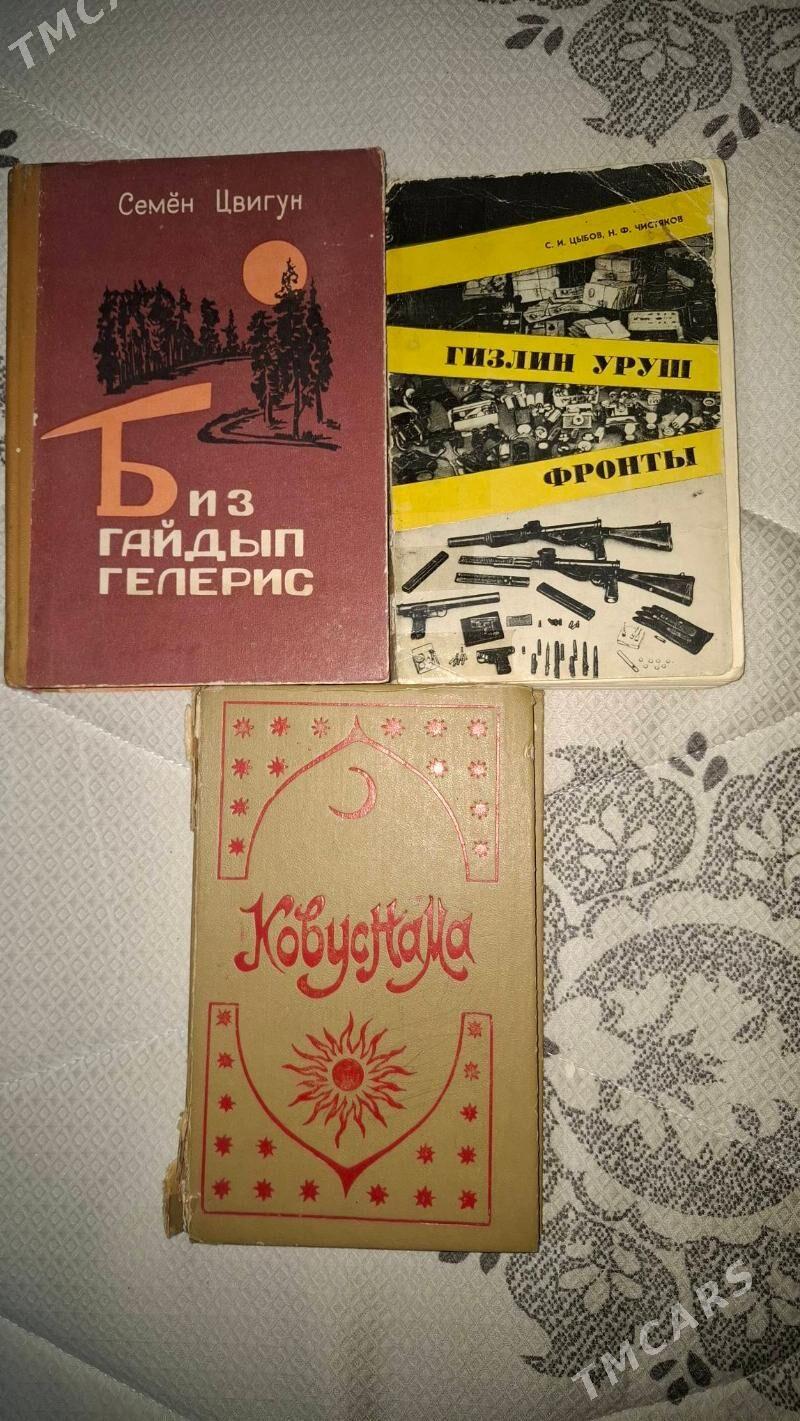 TMCARS
Семён Цвигун
Биз
гайдып
гелерис
С. И. ЦЫБОВ, Н. Ф. ЧИСТЯКОВ
ГИЗЛИН УРУШ
ФРОНТЫ
Ковуснама
TMCARS